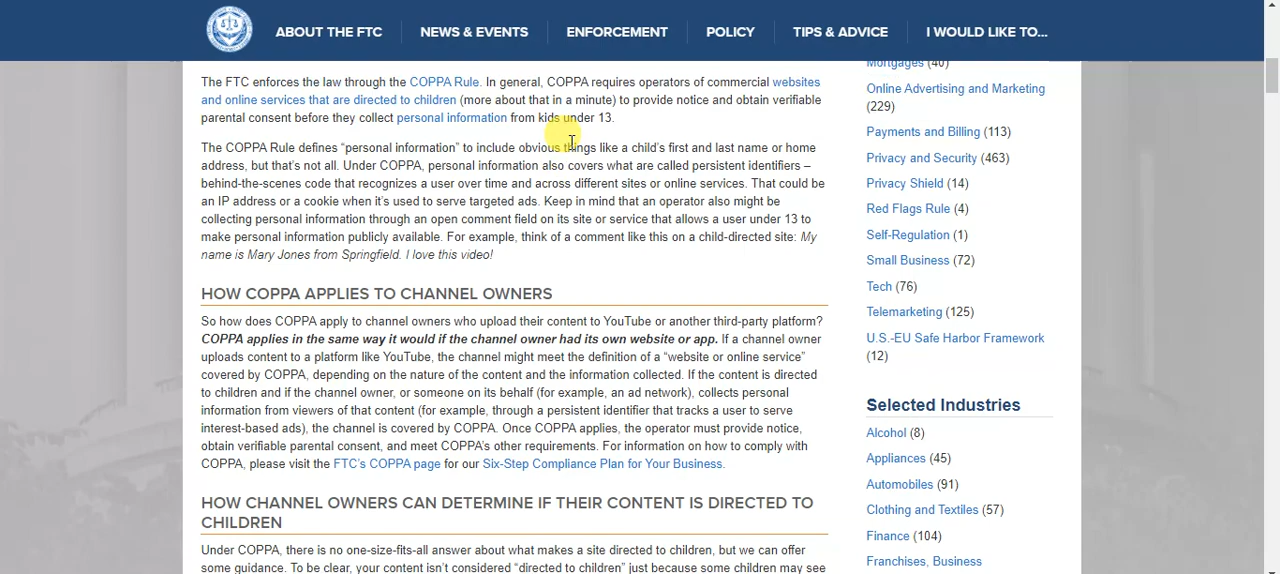 ABOUT THE FTC
NEWS & EVENTS
ENFORCEMENT
POLICY
TIPS & ADVICE
I WOULD LIKE TO...
The FTC enforces the law through the COPPA Rule. In general, COPPA requires operators of commercial websites
and online services that are directed to children (more about that in a minute) to provide notice and obtain verifiable
parental consent before they collect personal information from kids under 13.
The COPPA Rule defines “personal information” to include obvious things like a child’s first and last name or home
address, but that’s not all. Under COPPA, personal information also covers what are called persistent identifiers –
behind-the-scenes code that recognizes a user over time and across different sites or online services. That could be
an IP address or a cookie when it’s used to serve targeted ads. Keep in mind that an operator also might be
collecting personal information through an open comment field on its site or service that allows a user under 13 to
make personal information publicly available. For example, think of a comment like this on a child-directed site: My
name is Mary Jones from Springfield. I love this video!
HOW COPPA APPLIES TO CHANNEL OWNERS
So how does COPPA apply to channel owners who upload their content to YouTube or another third-party platform?
COPPA applies in the same way it would if the channel owner had its own website or app. If a channel owner
uploads content to a platform like YouTube, the channel might meet the definition of a “website or online service”
covered by COPPA, depending on the nature of the content and the information collected. If the content is directed
to children and if the channel owner, or someone on its behalf (for example, an ad network), collects personal
information from viewers of that content (for example, through a persistent identifier that tracks a user to serve
interest-based ads), the channel is covered by COPPA. Once COPPA applies, the operator must provide notice,
obtain verifiable parental consent, and meet COPPA’s other requirements. For information on how to comply with
COPPA, please visit the FTC’s COPPA page for our Six-Step Compliance Plan for Your Business.
HOW CHANNEL OWNERS CAN DETERMINE IF THEIR CONTENT IS DIRECTED TO
CHILDREN
Under COPPA, there is no one-size-fits-all answer about what makes a site directed to children, but we can offer
some guidance. To be clear, your content isn’t considered “directed to children” just because some children may see
Mortgages (40)
Online Advertising and Marketing
(229)
Payments and Billing (113)
Privacy and Security (463)
Privacy Shield (14)
Red Flags Rule (4)
Self-Regulation (1)
Small Business (72)
Tech (76)
Telemarketing (125)
U.S.-EU Safe Harbor Framework
(12)
Selected Industries
Alcohol (8)
Appliances (45)
Automobiles (91)
Clothing and Textiles (57)
Finance (104)
Franchises, Business